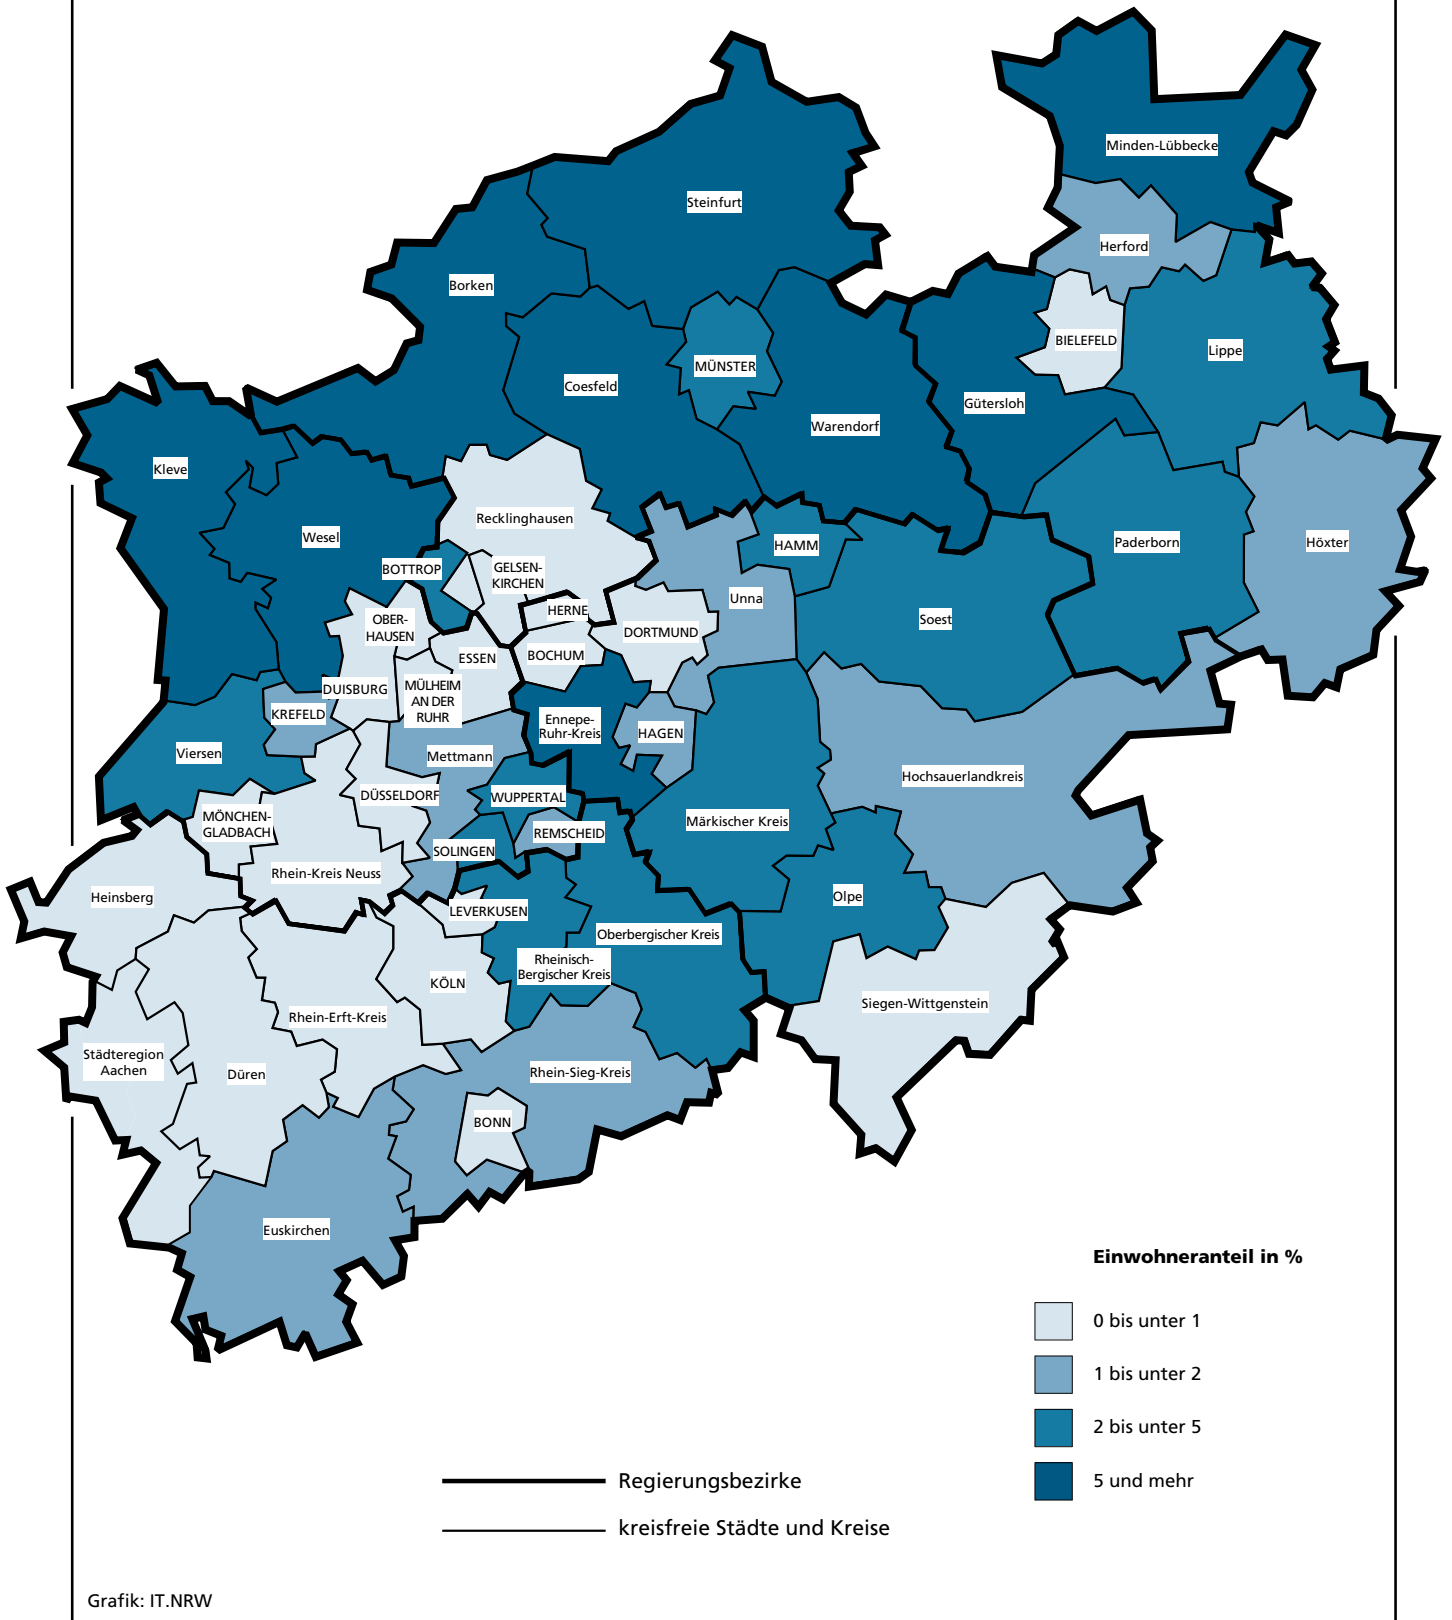 Minden-Lübbecke
Steinfurt
Herford
Borken
BIELEFELD
Lippe
MÜNSTER
Coesfeld
Gütersloh
Warendorf
Kleve
Recklinghausen
Wesel
HAMM
Paderborn
Höxter
BOTTROP
GELSEN-
KIRCHEN
Unna
HERNE
OBER-
HAUSEN
Soest
DORTMUND
ESSEN
BOCHUM
DUISBURG
MÜLHEIM
AN DER
RUHR
KREFELD
Ennepe-
Ruhr-Kreis
HAGEN
Viersen
Mettmann
Hochsauerlandkreis
DÜSSELDORF
WUPPERTAL
MÖNCHEN-
GLADBACH
Märkischer Kreis
REMSCHEID
SOLINGEN
Rhein-Kreis Neuss
Heinsberg
Olpe
LEVERKUSEN
Oberbergischer Kreis
Rheinisch-
Bergischer Kreis
KÖLN
Siegen-Wittgenstein
Rhein-Erft-Kreis
Städteregion
Aachen
Düren
Rhein-Sieg-Kreis
BONN
Euskirchen
Einwohneranteil in %
0 bis unter 1
1 bis unter 2
2 bis unter 5
5 und mehr
Regierungsbezirke
kreisfreie Städte und Kreise
Grafik: IT.NRW